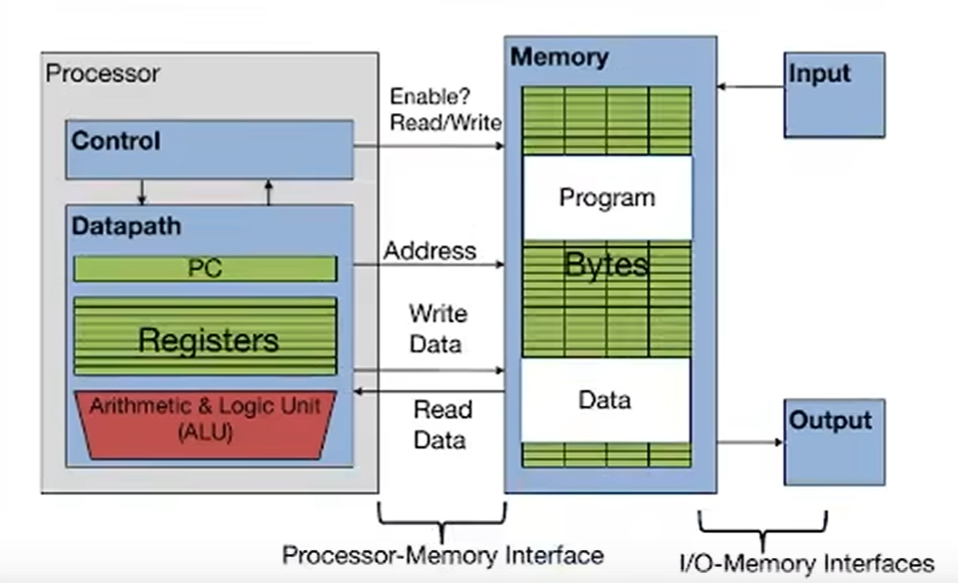 Processor
Control
Datapath
PC
Registers
Arithmetic & Logic Unit
(ALU)
Enable?
Read/Write
Address
Write
Data
Read
Data
Memory
Program
Bytes
Data
Input
Output
Processor-Memory Interface
I/O-Memory Interfaces